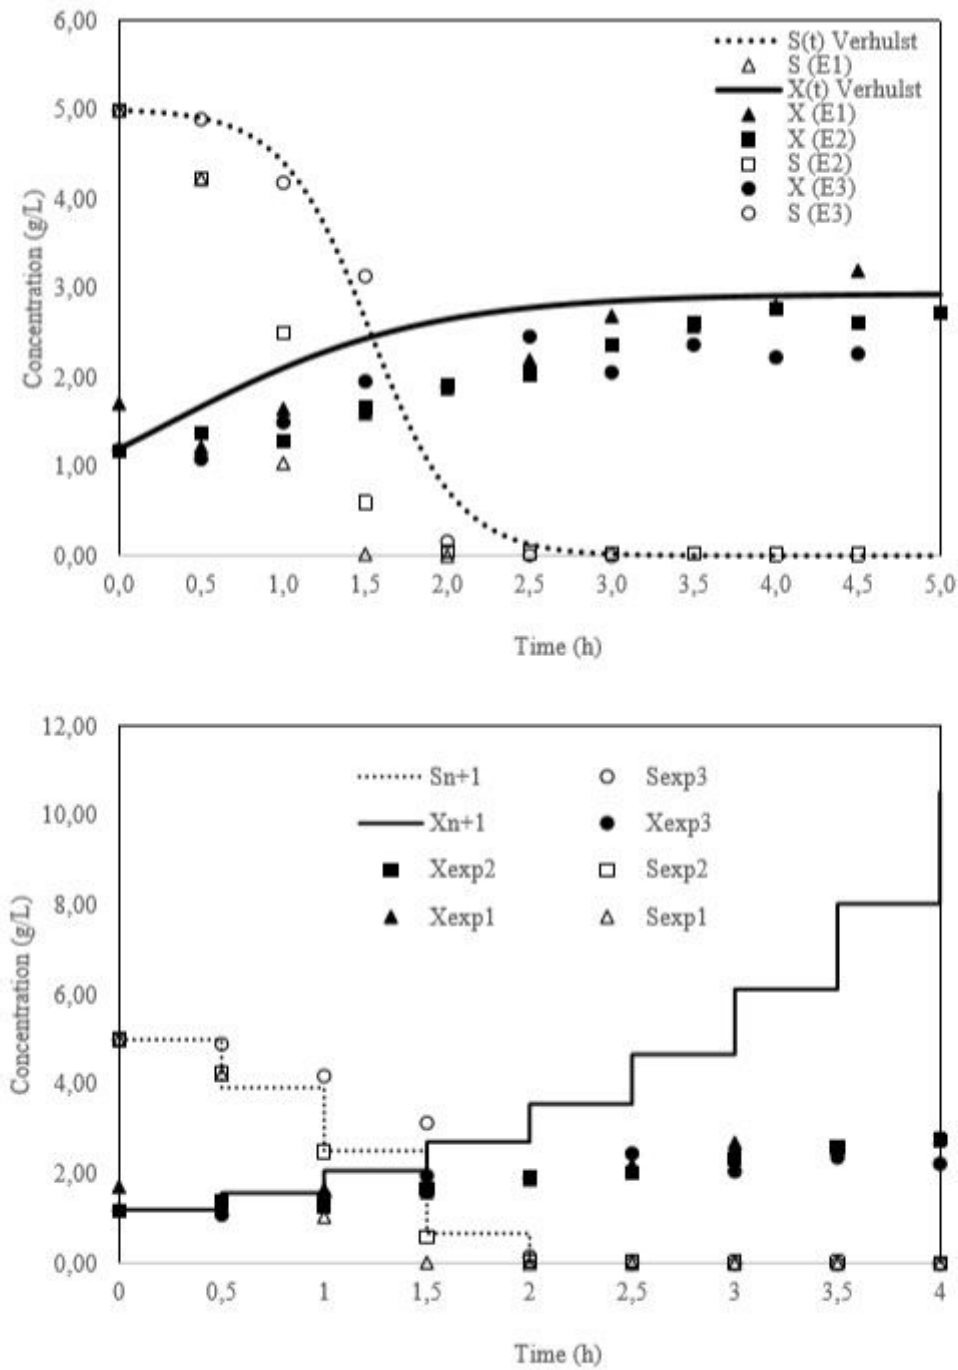 6,00
5,00
4,00
3,00
2,00
1,00
0,00
Concentration (g/L)
S(t) Verhulst
S (E1)
X(t) Verhulst
X (E1)
X (E2)
S (E2)
X (E3)
S (E3)
0,0 0,5 1,0 1,5 2,0 2,5 3,0 3,5 4,0 4,5 5,0
Time (h)
12,00
10,00
8,00
6,00
4,00
2,00
0,00
Concentration (g/L)
Sn+1 Sexp3
Xn+1 Xexp3
Xexp2 Sexp2
Xexp1 Sexp1
0 0,5 1 1,5 2 2,5 3 3,5 4
Time (h)